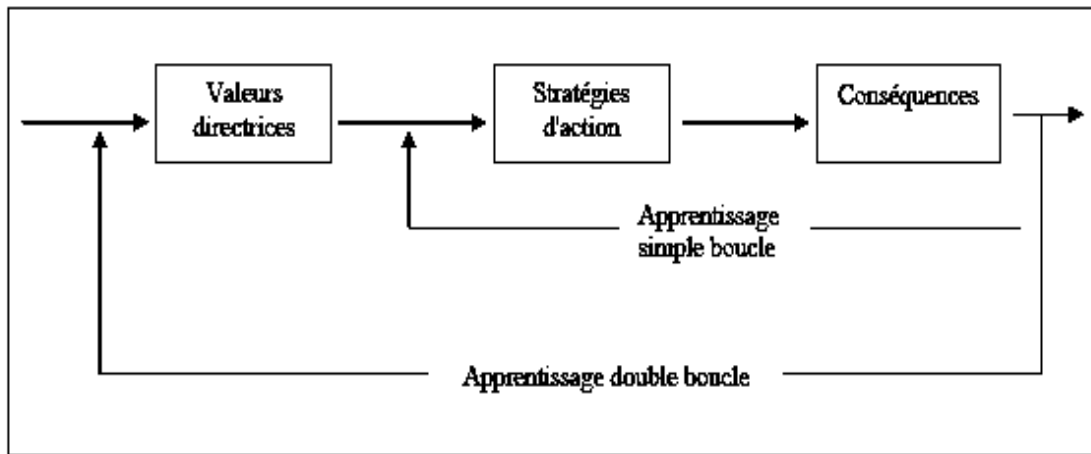 Valeurs
directrices
Stratégies
d'action
Conséquences
Apprentissage
simple boucle
Apprentissage double boucle